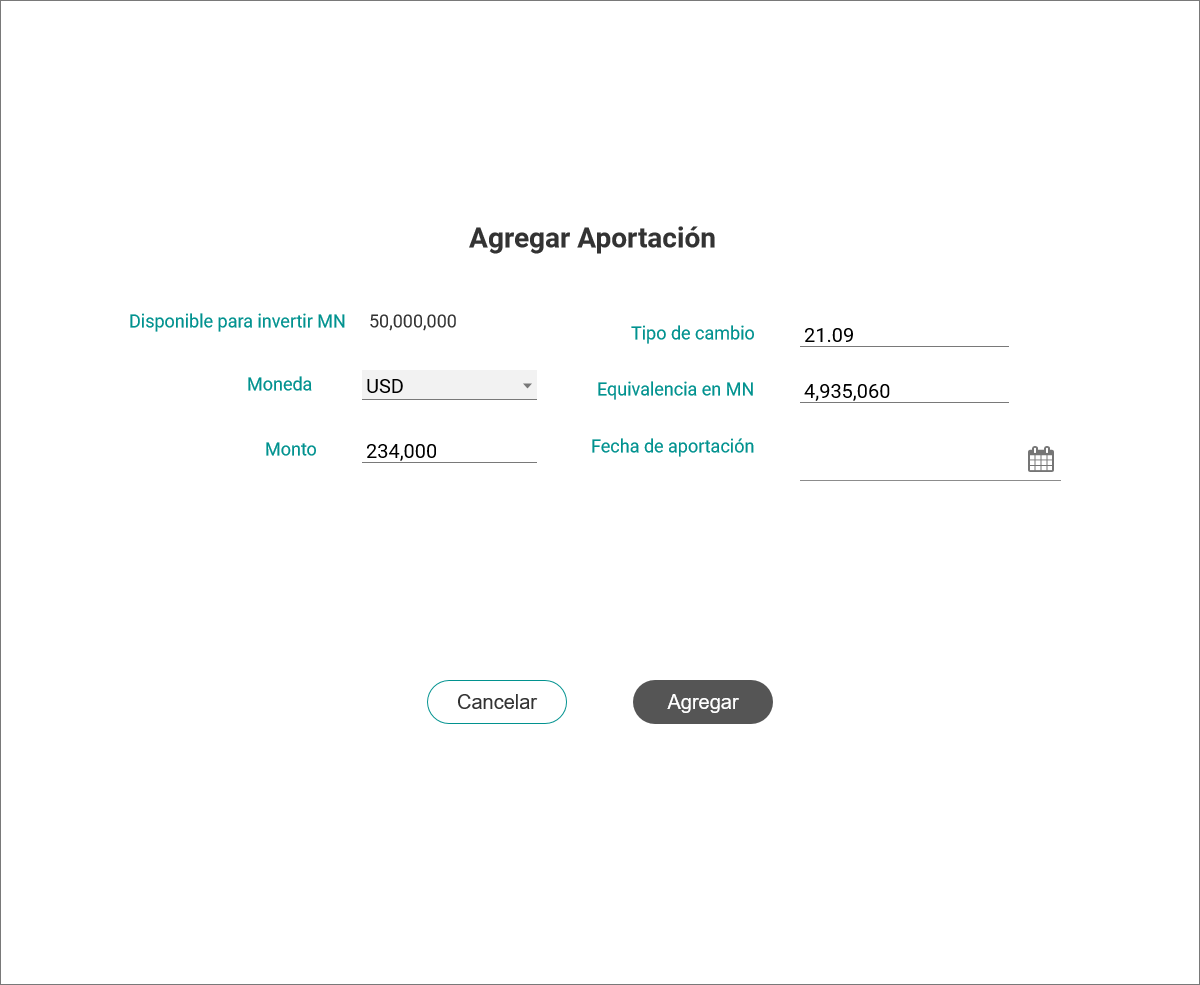 Agregar Aportación
Disponible para invertir MN 50,000,000
Tipo de cambio 21.09
Moneda USD
Equivalencia en MN 4,935,060
Monto 234,000
Fecha de aportación
Cancelar Agregar